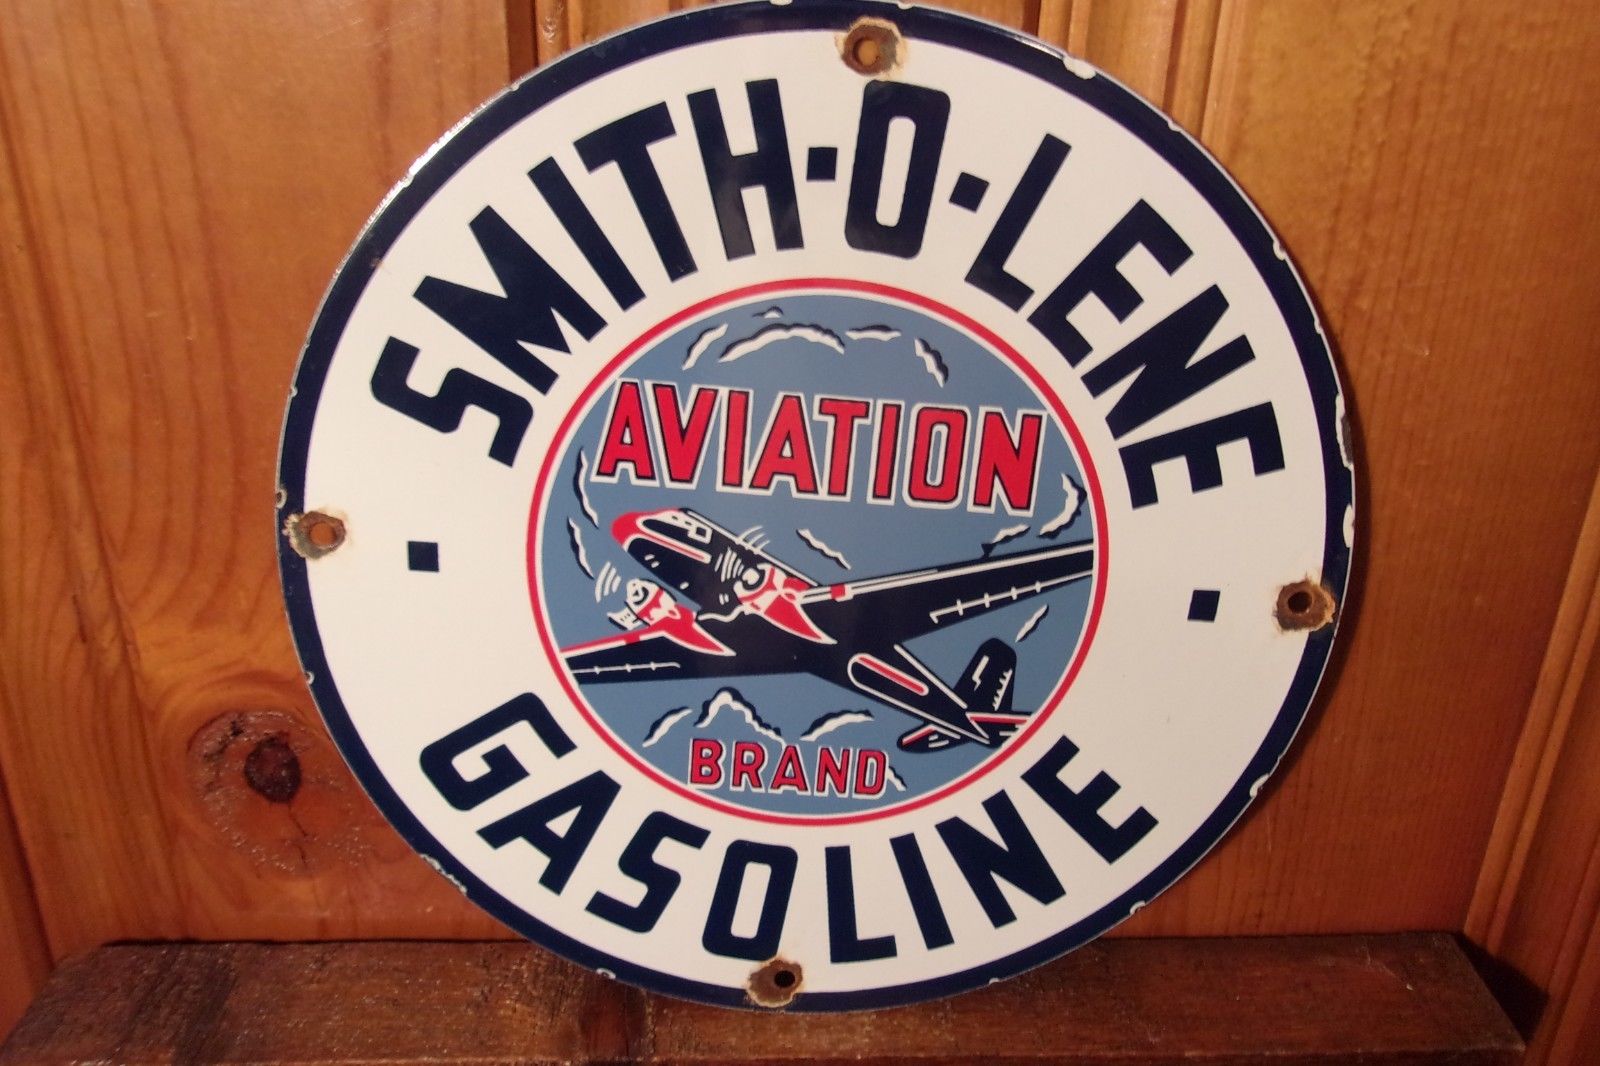 SMITH·O·LENE
AVIATION
BRAND
· GASOLINE ·